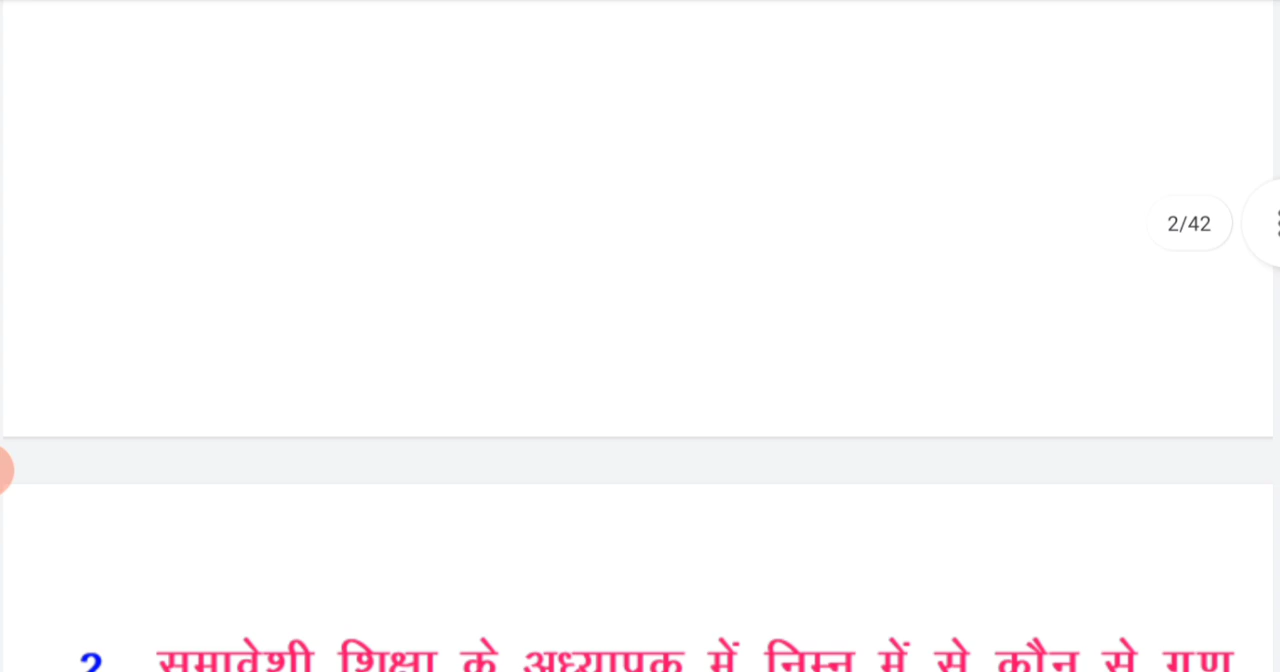 2/42
2 समावेशी शिक्षा के अध्यापक में निम्न में से कौन से गुण